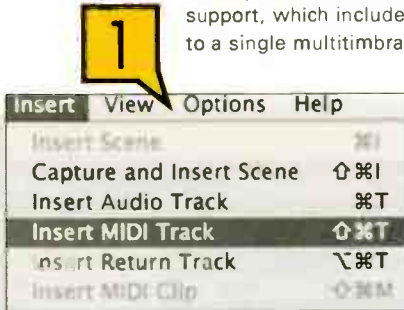 support, which include
to a single multitimbra
1
Insert View Options Help
Insert Scene ⌘I
Capture and Insert Scene ⇧⌘I
Insert Audio Track ⌘T
Insert MIDI Track ⇧⌘T
Insert Return Track ⌥⌘T
Insert MIDI Clip ⇧⌘M